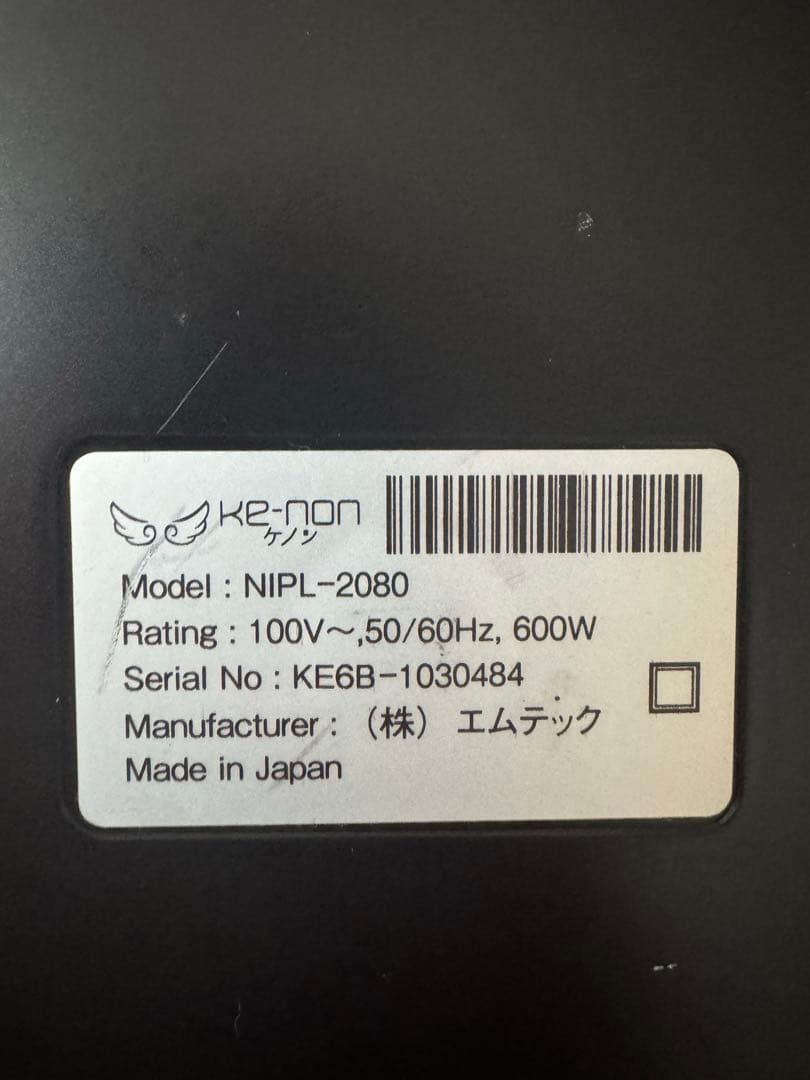 ke-non
ケノン
Model : NIPL-2080
Rating : 100V～,50/60Hz, 600W
Serial No : KE6B-1030484
Manufacturer : （株） エムテック
Made in Japan